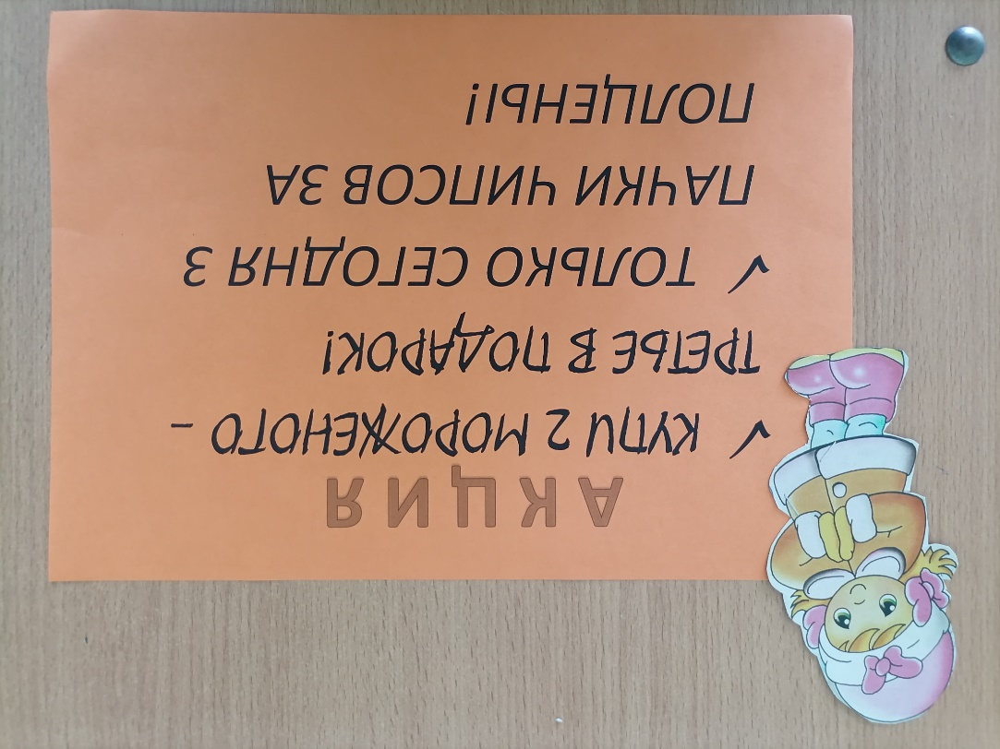 АКЦИЯ
✓ КУПИ 2 МОРОЖЕНОГО –
ТРЕТЬЕ В ПОДАРОК!
✓ ТОЛЬКО СЕГОДНЯ 3
ПАЧКИ ЧИПСОВ ЗА
ПОЛЦЕНЫ!